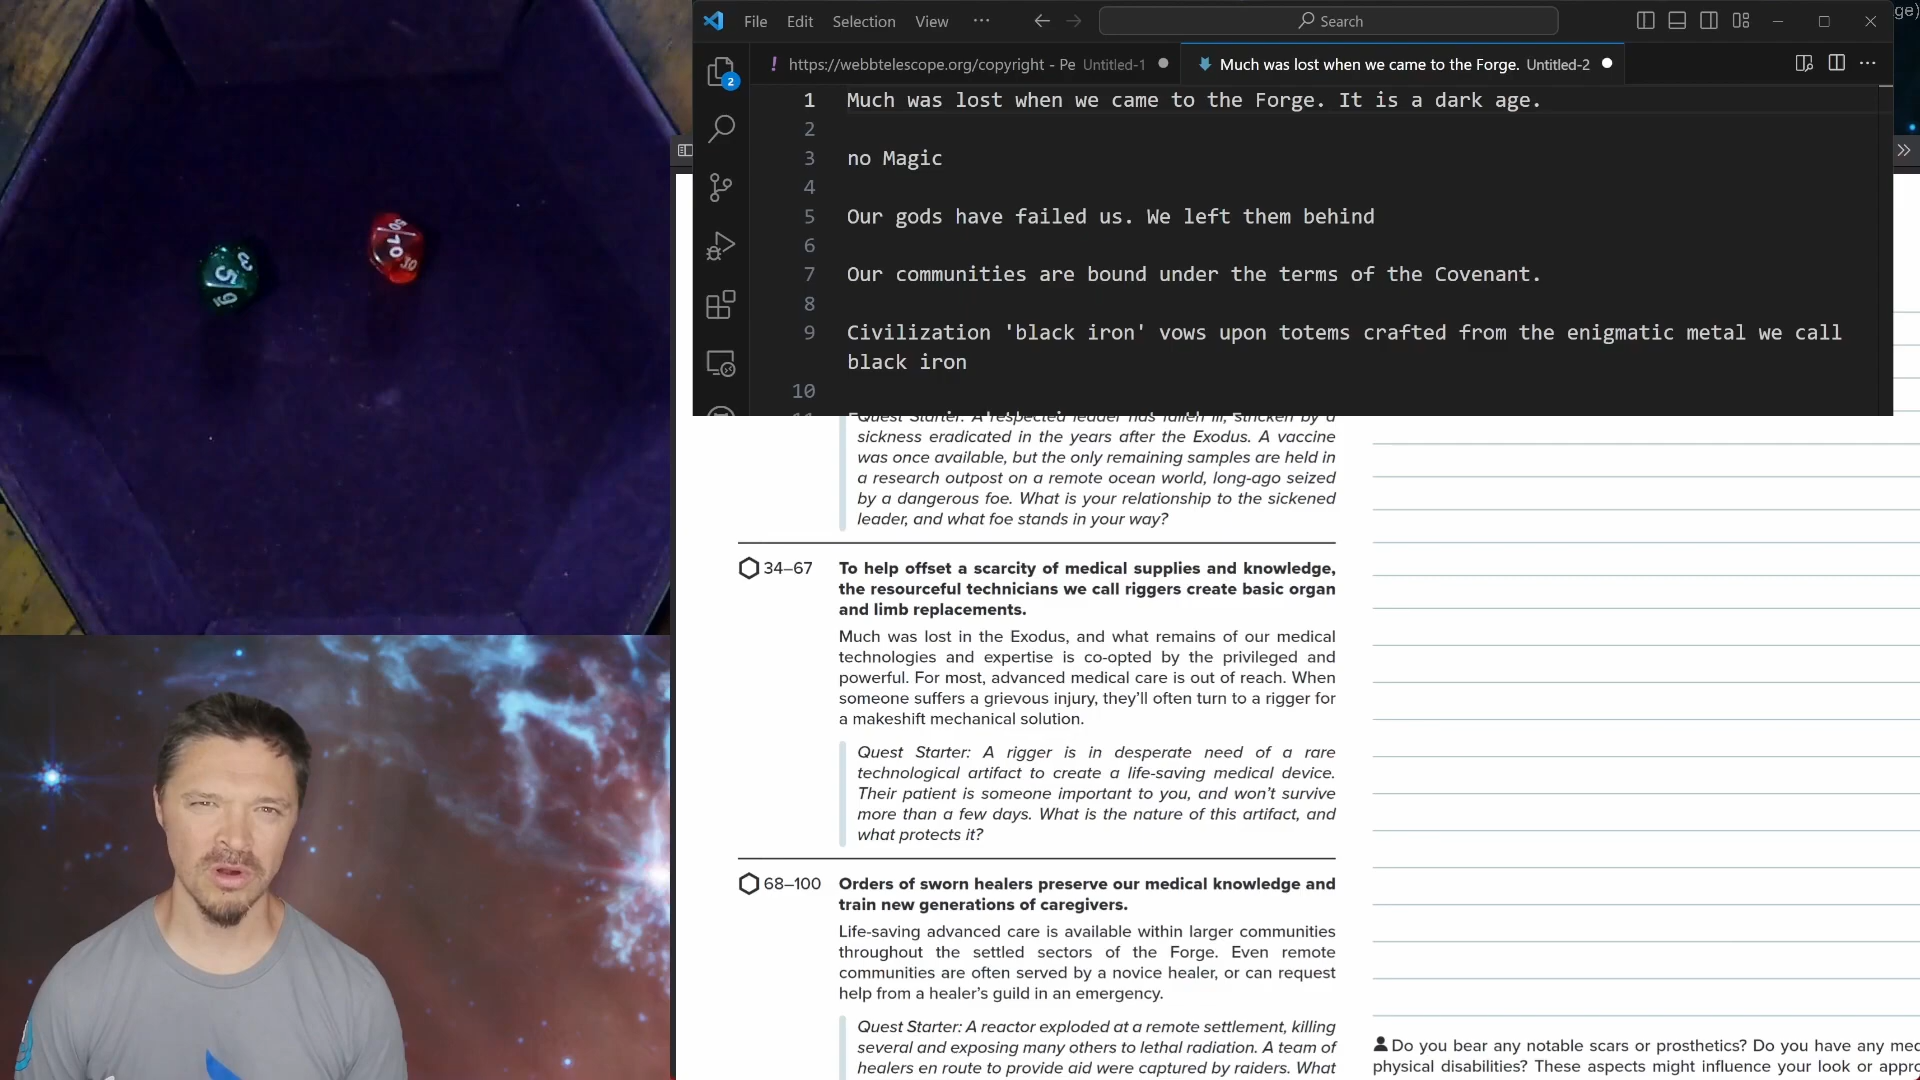 File Edit Selection View ···
Search
! https://webbtelescope.org/copyright - Pe Untitled-1
Much was lost when we came to the Forge. Untitled-2
2
1 Much was lost when we came to the Forge. It is a dark age.
2
3 no Magic
4
5 Our gods have failed us. We left them behind
6
7 Our communities are bound under the terms of the Covenant.
8
9 Civilization 'black iron' vows upon totems crafted from the enigmatic metal we call
black iron
10
Quest Starter: A respected leader has fallen ill, stricken by a
sickness eradicated in the years after the Exodus. A vaccine
was once available, but the only remaining samples are held in
a research outpost on a remote ocean world, long-ago seized
by a dangerous foe. What is your relationship to the sickened
leader, and what foe stands in your way?
34–67 To help offset a scarcity of medical supplies and knowledge,
the resourceful technicians we call riggers create basic organ
and limb replacements.
Much was lost in the Exodus, and what remains of our medical
technologies and expertise is co-opted by the privileged and
powerful. For most, advanced medical care is out of reach. When
someone suffers a grievous injury, they'll often turn to a rigger for
a makeshift mechanical solution.
Quest Starter: A rigger is in desperate need of a rare
technological artifact to create a life-saving medical device.
Their patient is someone important to you, and won't survive
more than a few days. What is the nature of this artifact, and
what protects it?
68–100 Orders of sworn healers preserve our medical knowledge and
train new generations of caregivers.
Life-saving advanced care is available within larger communities
throughout the settled sectors of the Forge. Even remote
communities are often served by a novice healer, or can request
help from a healer's guild in an emergency.
Quest Starter: A reactor exploded at a remote settlement, killing
several and exposing many others to lethal radiation. A team of
healers en route to provide aid were captured by raiders. What
Do you bear any notable scars or prosthetics? Do you have any
physical disabilities? These aspects might influence your look or